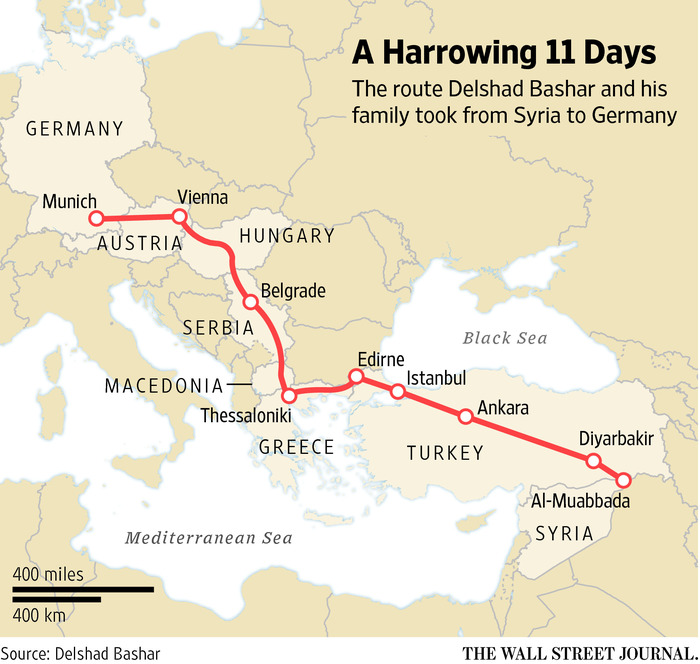 A Harrowing 11 Days
The route Delshad Bashar and his
family took from Syria to Germany
GERMANY
Munich
Vienna
AUSTRIA
HUNGARY
Belgrade
SERBIA
Black Sea
Edirne
Istanbul
MACEDONIA
Thessaloniki
Ankara
GREECE
TURKEY
Diyarbakir
Al-Muabbada
SYRIA
Mediterranean Sea
400 miles
400 km
Source: Delshad Bashar
THE WALL STREET JOURNAL.